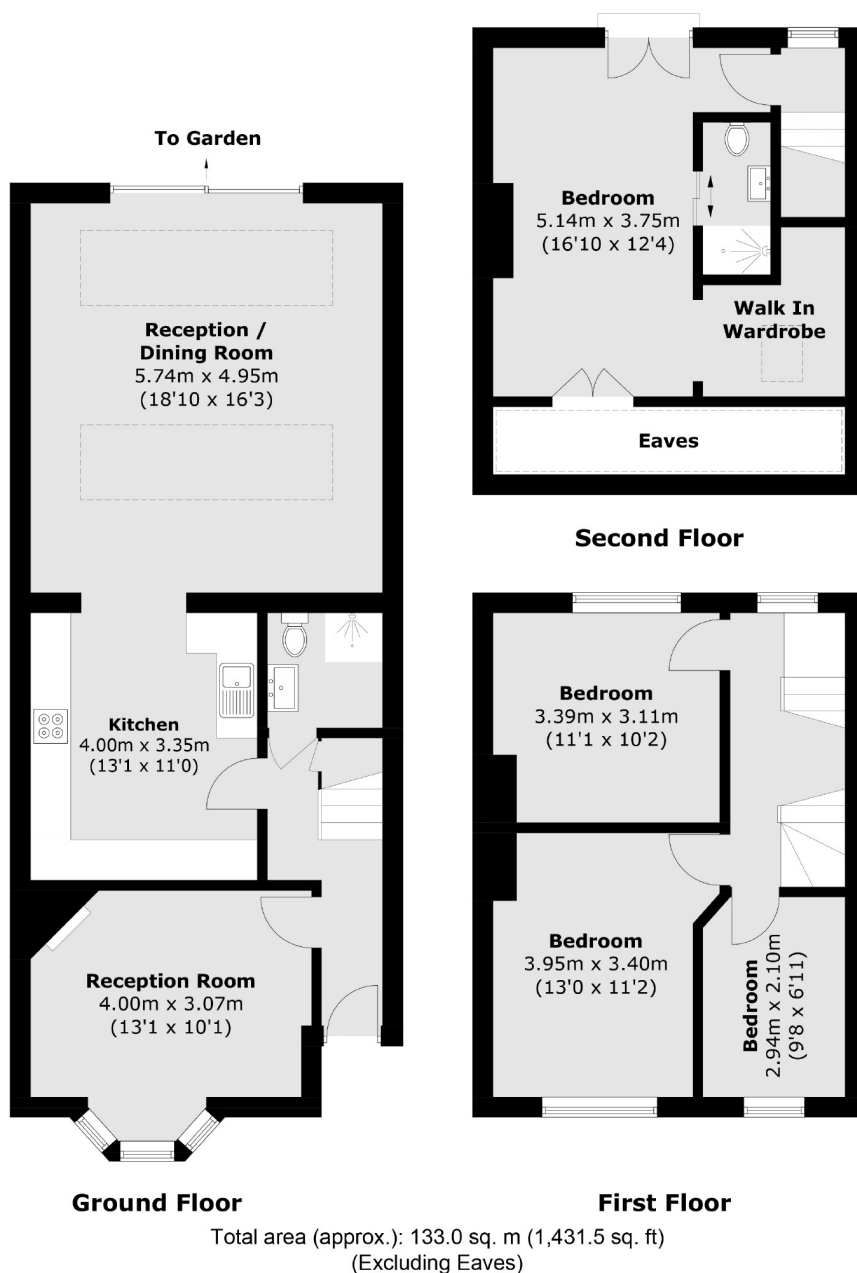 To Garden
Reception /
Dining Room
5.74m x 4.95m
(18'10 x 16'3)
Kitchen
4.00m x 3.35m
(13'1 x 11'0)
Reception Room
4.00m x 3.07m
(13'1 x 10'1)
Ground Floor
Bedroom
5.14m x 3.75m
(16'10 x 12'4)
Walk In
Wardrobe
Eaves
Second Floor
Bedroom
3.39m x 3.11m
(11'1 x 10'2)
Bedroom
3.95m x 3.40m
(13'0 x 11'2)
Bedroom
2.94m x 2.10m
(9'8 x 6'11)
First Floor
Total area (approx.): 133.0 sq. m (1,431.5 sq. ft)
(Excluding Eaves)